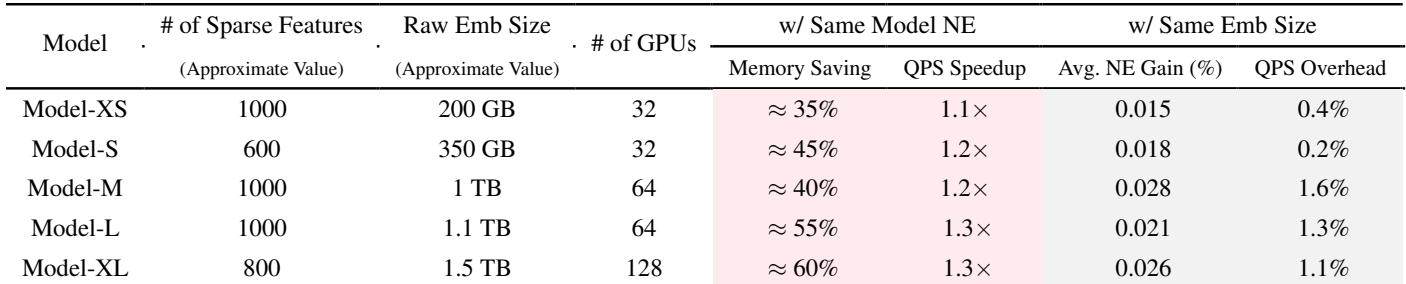 Model # of Sparse Features Raw Emb Size # of GPUs w/ Same Model NE w/ Same Emb Size
(Approximate Value) (Approximate Value) Memory Saving QPS Speedup Avg. NE Gain (%) QPS Overhead
Model-XS 1000 200 GB 32 ≈ 35% 1.1× 0.015 0.4%
Model-S 600 350 GB 32 ≈ 45% 1.2× 0.018 0.2%
Model-M 1000 1 TB 64 ≈ 40% 1.2× 0.028 1.6%
Model-L 1000 1.1 TB 64 ≈ 55% 1.3× 0.021 1.3%
Model-XL 800 1.5 TB 128 ≈ 60% 1.3× 0.026 1.1%